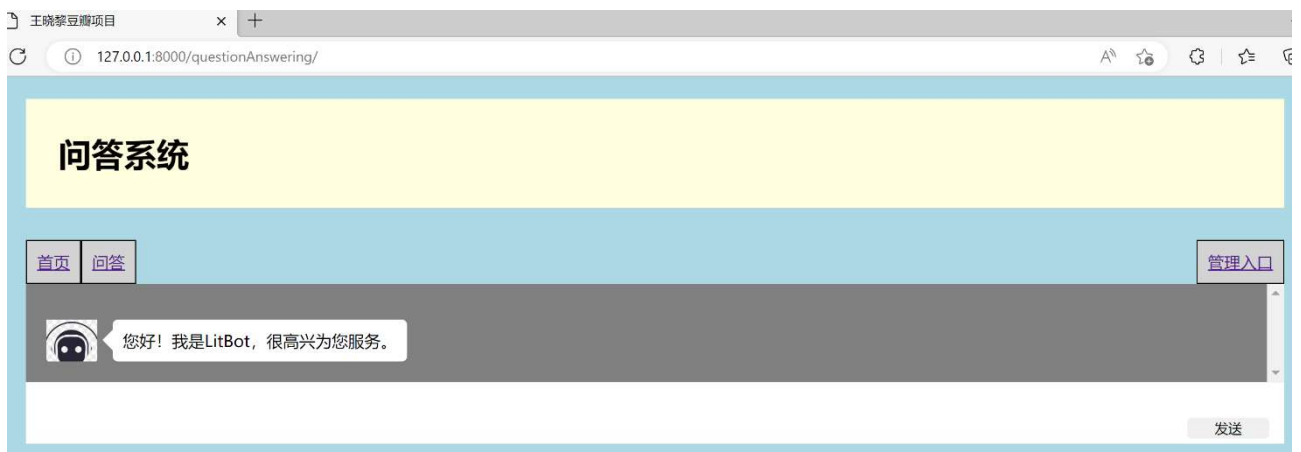 王晓黎豆瓣项目
127.0.0.1:8000/questionAnswering/
问答系统
首页 问答 管理入口
您好！我是LitBot，很高兴为您服务。
发送